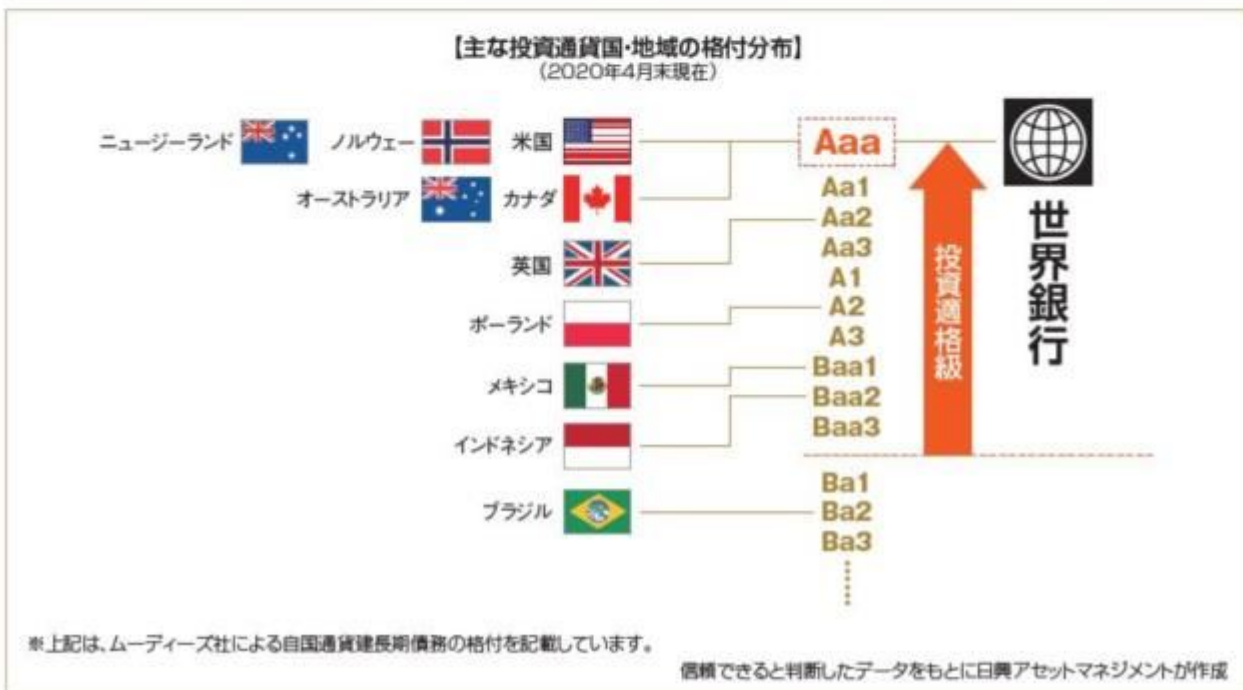 【主な投資通貨国・地域の格付分布】
(2020年4月末現在)
ニュージーランド ノルウェー 米国
オーストラリア カナダ
英国
ポーランド
メキシコ
インドネシア
ブラジル
Aaa
Aa1
Aa2
Aa3
A1
A2
A3
Baa1
Baa2
Baa3
Ba1
Ba2
Ba3
投資適格級
世界銀行
※上記は、ムーディーズ社による自国通貨建長期債務の格付を記載しています。
信頼できると判断したデータをもとに日興アセットマネジメントが作成